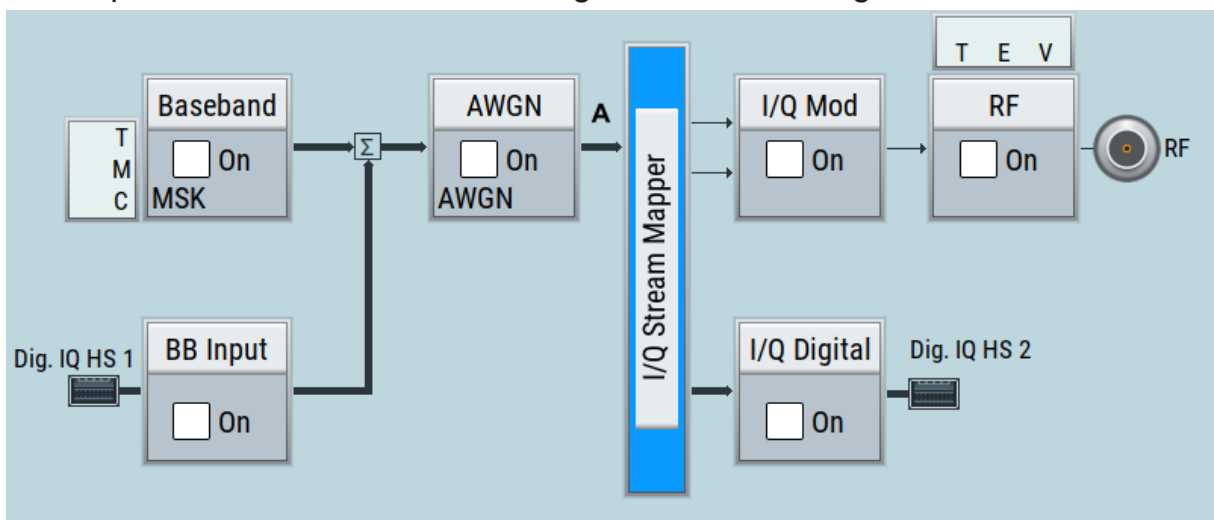 T E V
Baseband
On
MSK
T
M
C
Σ
AWGN
On
AWGN
A
I/Q Stream Mapper
I/Q Mod
On
RF
On
RF
Dig. IQ HS 1
BB Input
On
I/Q Digital
On
Dig. IQ HS 2